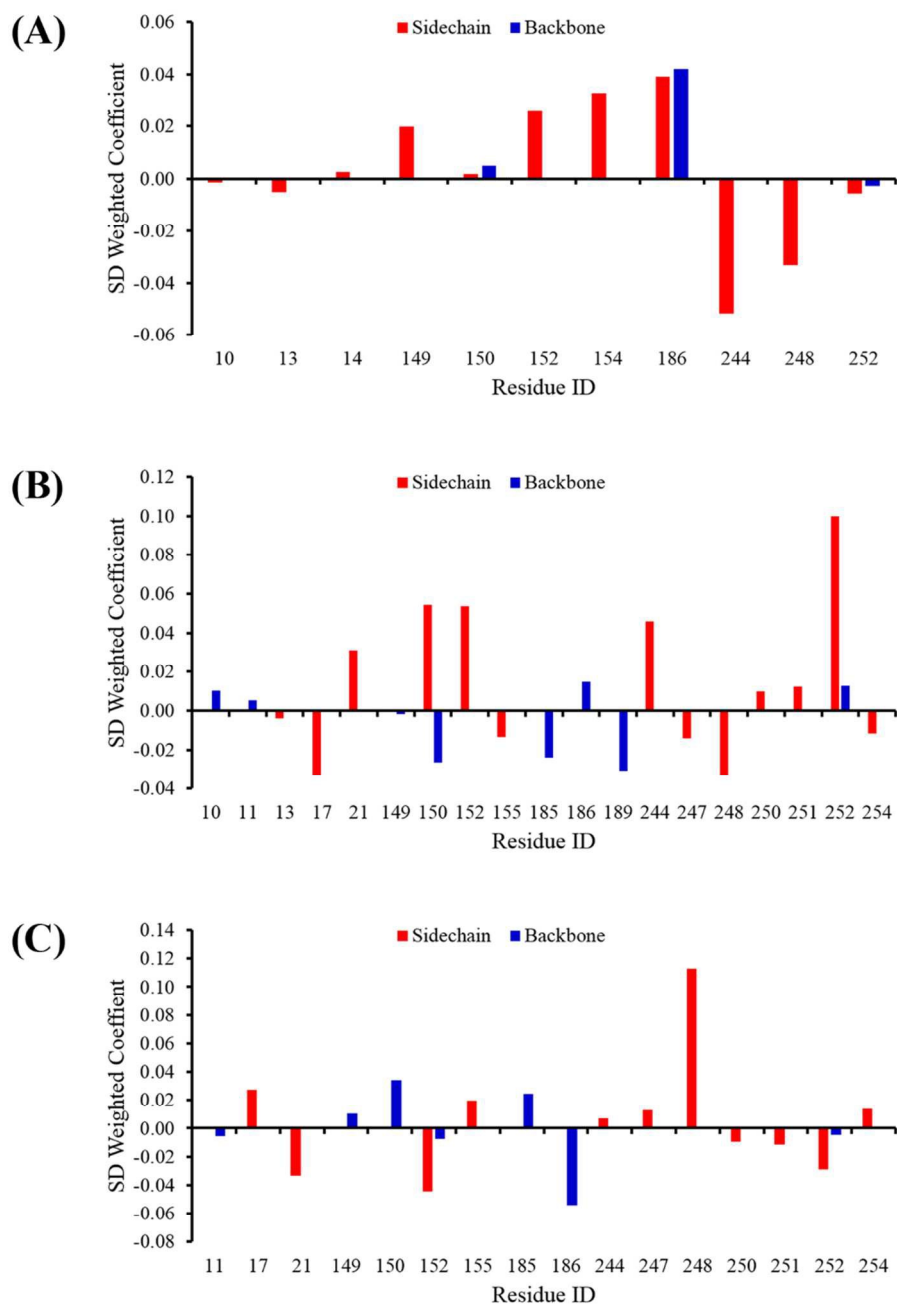 (A)
Sidechain Backbone
SD Weighted Coefficient
0.06
0.04
0.02
0.00
-0.02
-0.04
-0.06
10 13 14 149 150 152 154 186 244 248 252
Residue ID
(B)
Sidechain Backbone
SD Weighted Coefficient
0.12
0.10
0.08
0.06
0.04
0.02
0.00
-0.02
-0.04
10 11 13 17 21 149 150 152 155 185 186 189 244 247 248 250 251 252 254
Residue ID
(C)
Sidechain Backbone
SD Weighted Coeffient
0.14
0.12
0.10
0.08
0.06
0.04
0.02
0.00
-0.02
-0.04
-0.06
-0.08
11 17 21 149 150 152 155 185 186 244 247 248 250 251 252 254
Residue ID